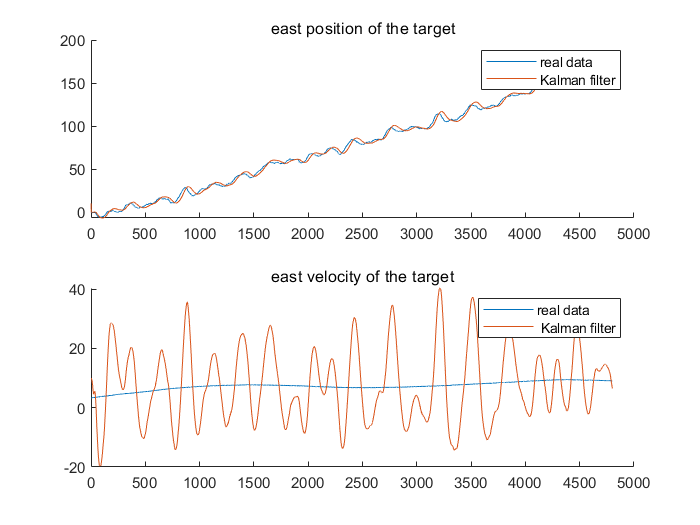 east position of the target
200
150
100
50
0
real data
Kalman filter
0 500 1000 1500 2000 2500 3000 3500 4000 4500 5000
east velocity of the target
40
20
0
-20
real data
Kalman filter
0 500 1000 1500 2000 2500 3000 3500 4000 4500 5000